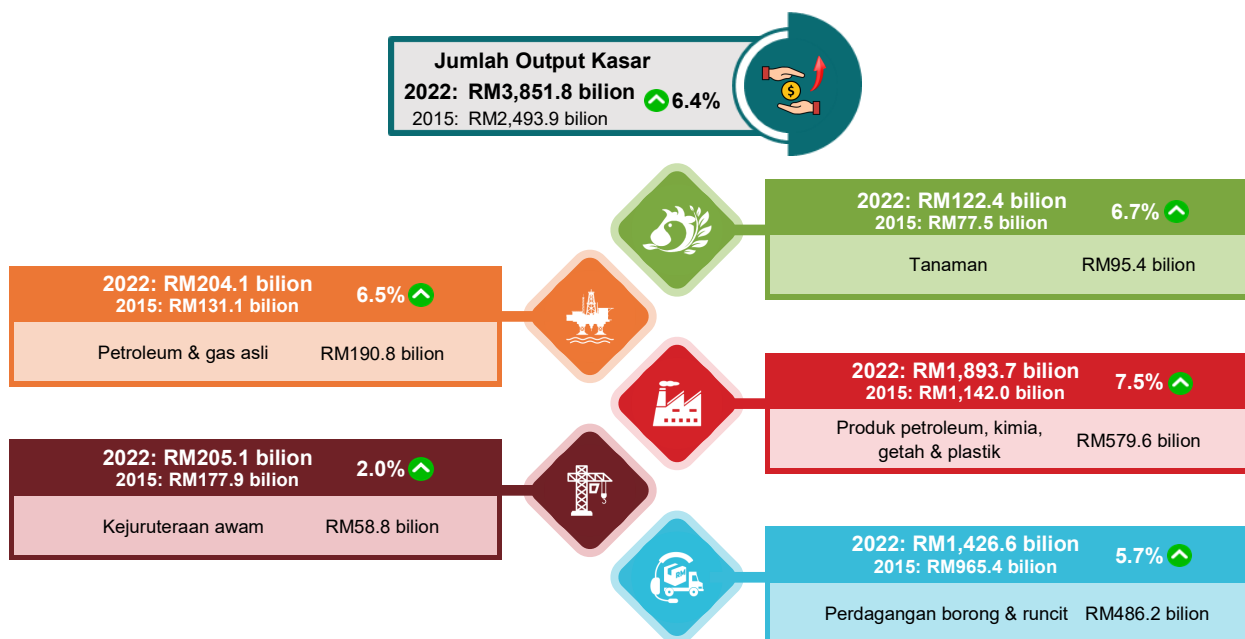 Jumlah Output Kasar
2022: RM3,851.8 bilion 6.4%
2015: RM2,493.9 bilion
2022: RM122.4 bilion 6.7%
2015: RM77.5 bilion
Tanaman RM95.4 bilion
2022: RM204.1 bilion 6.5%
2015: RM131.1 bilion
Petroleum & gas asli RM190.8 bilion
2022: RM1,893.7 bilion 7.5%
2015: RM1,142.0 bilion
Produk petroleum, kimia,
getah & plastik RM579.6 bilion
2022: RM205.1 bilion 2.0%
2015: RM177.9 bilion
Kejuruteraan awam RM58.8 bilion
RM
2022: RM1,426.6 bilion 5.7%
2015: RM965.4 bilion
Perdagangan borong & runcit RM486.2 bilion